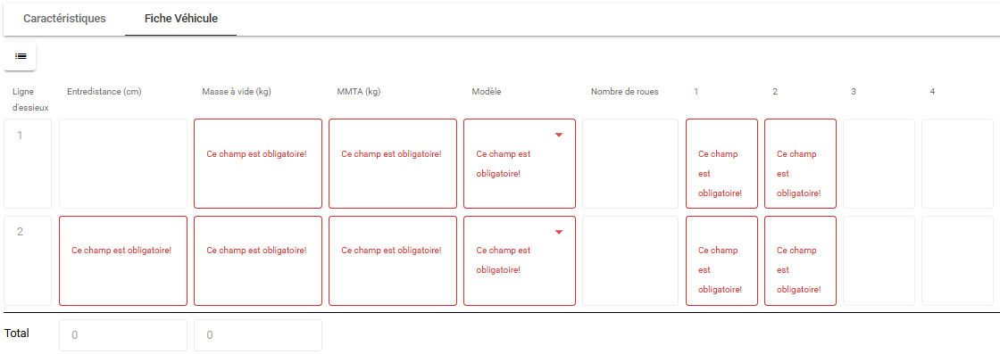 Caractéristiques Fiche Véhicule
Ligne d'essieux Entredistance (cm) Masse à vide (kg) MMTA (kg) Modèle Nombre de roues 1 2 3 4
1 Ce champ est obligatoire! Ce champ est obligatoire! Ce champ est obligatoire! Ce champ est obligatoire! Ce champ est obligatoire!
2 Ce champ est obligatoire! Ce champ est obligatoire! Ce champ est obligatoire! Ce champ est obligatoire! Ce champ est obligatoire! Ce champ est obligatoire!
Total 0 0